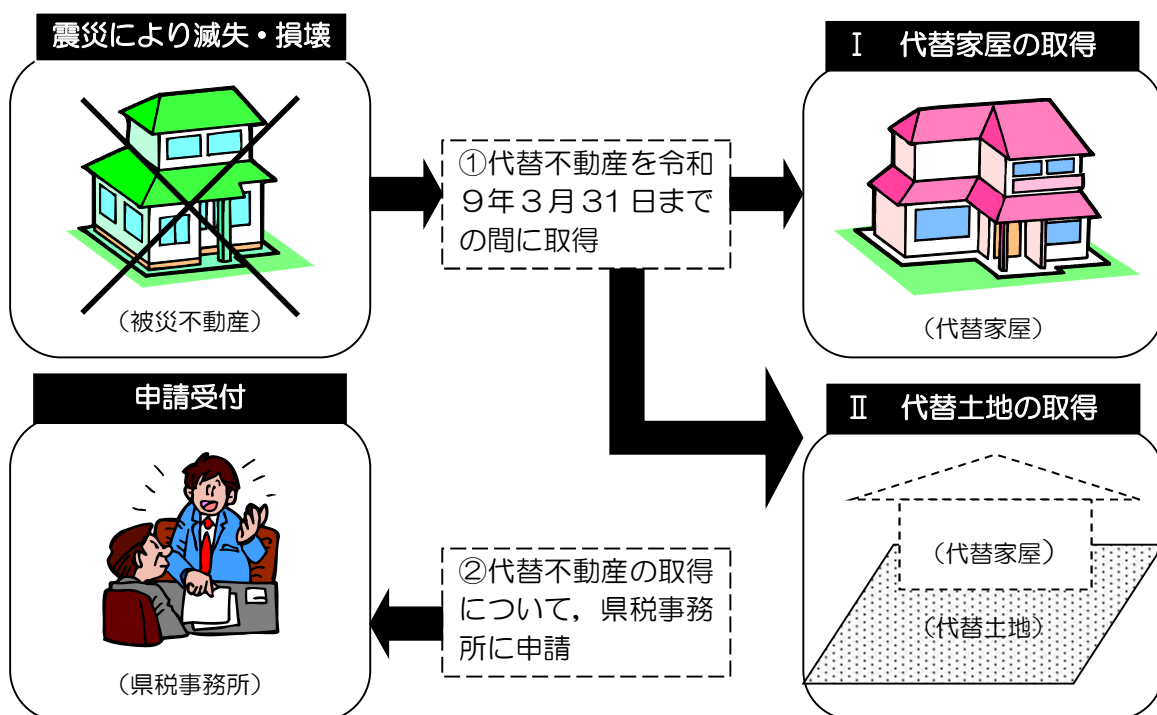 震災により滅失・損壊
（被災不動産）
①代替不動産を令和
９年３月31日まで
の間に取得
Ⅰ　代替家屋の取得
（代替家屋）
Ⅱ　代替土地の取得
（代替家屋）
（代替土地）
②代替不動産の取得
について，県税事務
所に申請
申請受付
（県税事務所）